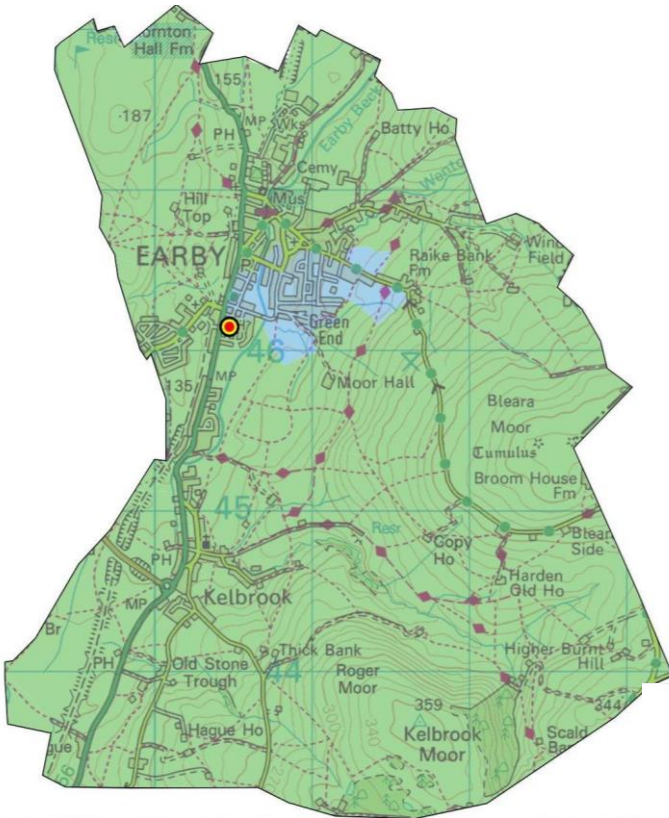 Hall Fm
155
187
MP
PH
Wks
Earby Beck
Batty Ho
Cemy
Hill
Top
Mus
EARBY
P
Raike Bank
Fm
Field
Green
End
46
135
MP
Moor Hall
Bleara
Moor
Tumulus
Broom House
Fm
45
Resr
Copy
Ho
Side
PH
Harden
Old Ho
MP
Kelbrook
Br
PH
Old Stone
Trough
Thick Bank
44
Roger
Moor
Higher Burnt
Hill
359
344
Hague Ho
300
340
Kelbrook
Moor
Scald
56